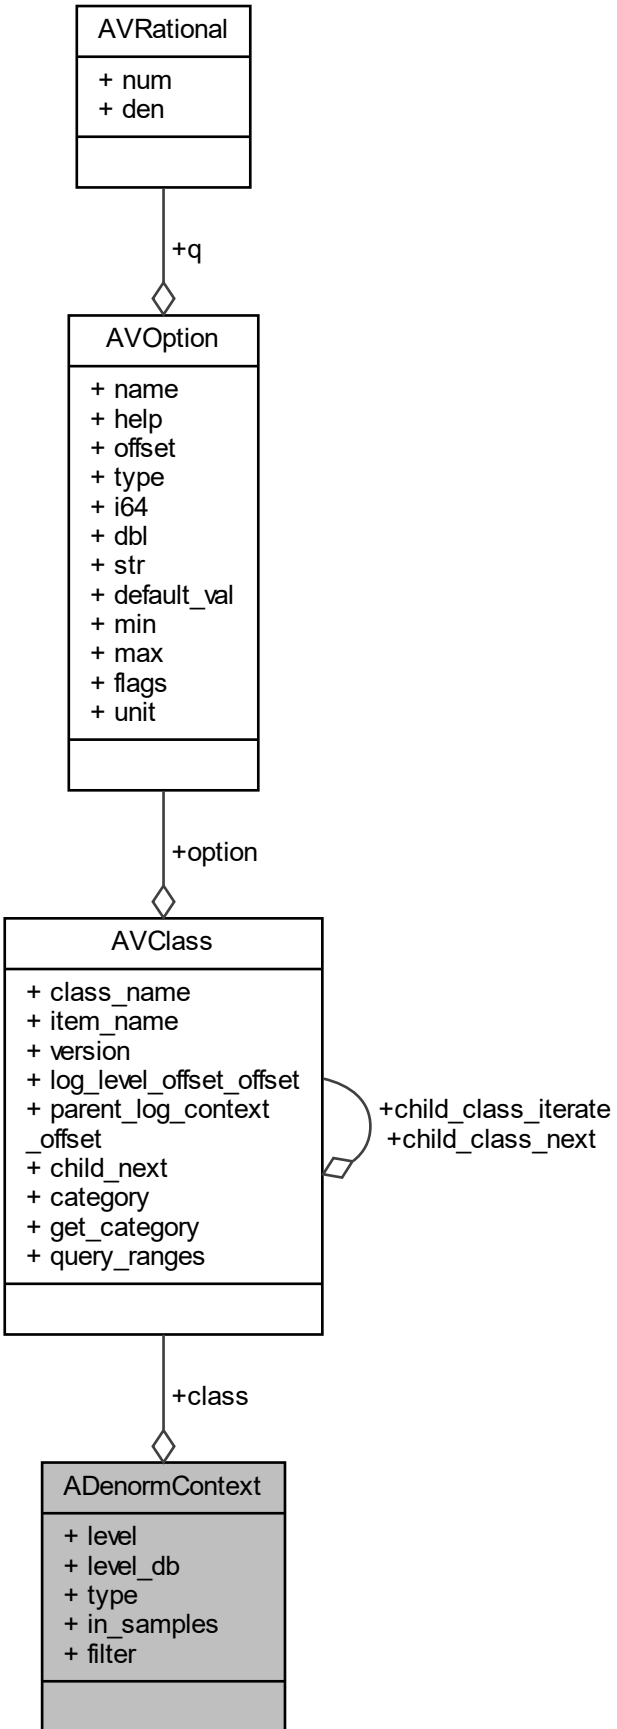 AVRational
+ num
+ den
+q
AVOption
+ name
+ help
+ offset
+ type
+ i64
+ dbl
+ str
+ default_val
+ min
+ max
+ flags
+ unit
+option
AVClass
+ class_name
+ item_name
+ version
+ log_level_offset_offset
+ parent_log_context
_offset
+ child_next
+ category
+ get_category
+ query_ranges
+child_class_iterate
+child_class_next
+class
ADenormContext
+ level
+ level_db
+ type
+ in_samples
+ filter